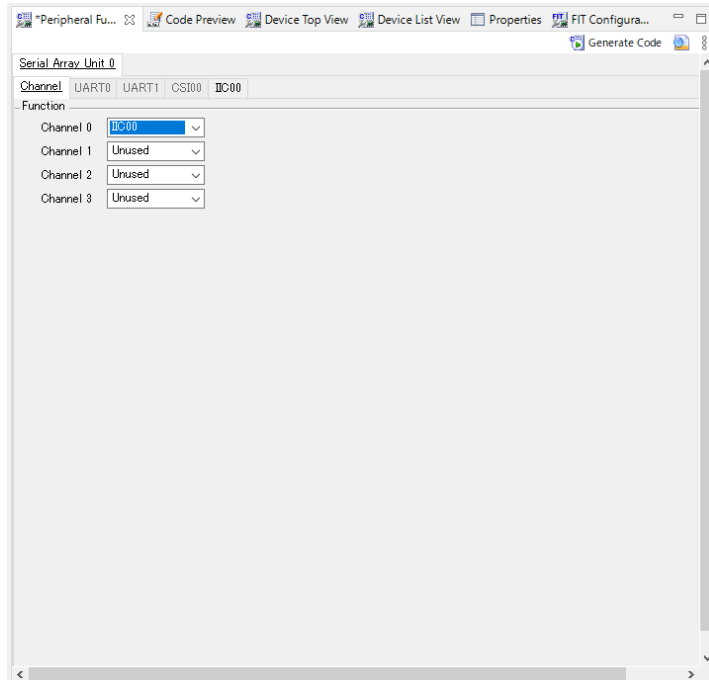 *Peripheral Fu... Code Preview Device Top View Device List View Properties FIT Configura...
Generate Code
Serial Array Unit 0
Channel UART0 UART1 CSI00 IIC00
Function
Channel 0 IIC00
Channel 1 Unused
Channel 2 Unused
Channel 3 Unused